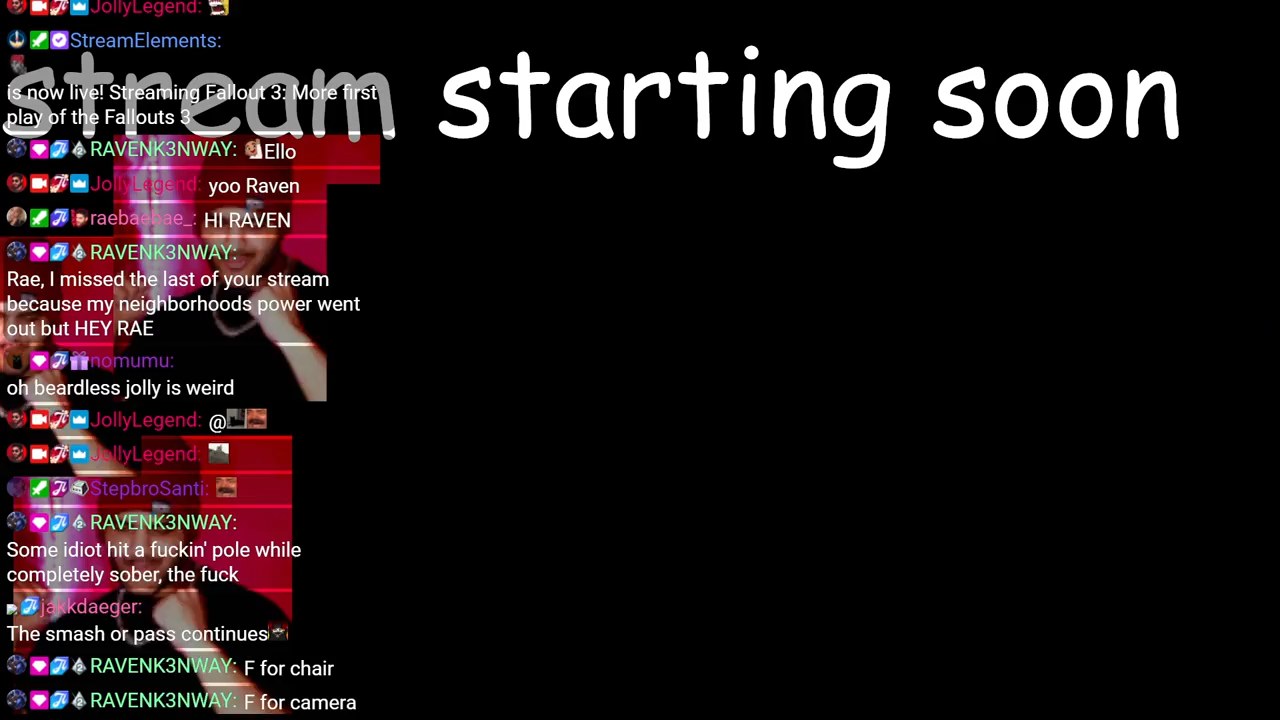 JollyLegend:
StreamElements:
stream starting soon
is now live! Streaming Fallout 3: More first
play of the Fallouts 3
RAVENK3NWAY: Ello
JollyLegend: yoo Raven
raebaebae_: HI RAVEN
RAVENK3NWAY:
Rae, I missed the last of your stream
because my neighborhoods power went
out but HEY RAE
nomumu:
oh beardless jolly is weird
JollyLegend: @
JollyLegend:
StepbroSanti:
RAVENK3NWAY:
Some idiot hit a fuckin' pole while
completely sober, the fuck
jakkdaeger:
The smash or pass continues
RAVENK3NWAY: F for chair
RAVENK3NWAY: F for camera